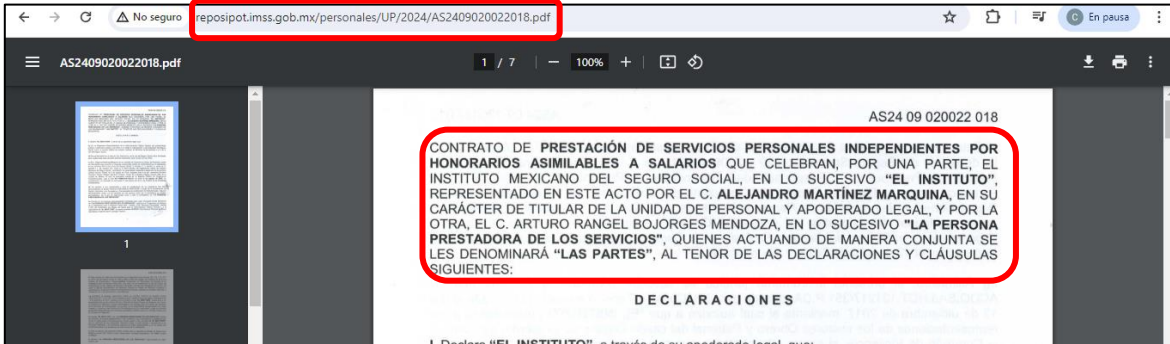 No seguro
reposipot.imss.gob.mx/personales/UP/2024/AS2409020022018.pdf
C En pausa
AS2409020022018.pdf
1 / 7
100%
1
AS24 09 020022 018
CONTRATO DE PRESTACIÓN DE SERVICIOS PERSONALES INDEPENDIENTES POR
HONORARIOS ASIMILABLES A SALARIOS QUE CELEBRAN, POR UNA PARTE, EL
INSTITUTO MEXICANO DEL SEGURO SOCIAL, EN LO SUCESIVO "EL INSTITUTO",
REPRESENTADO EN ESTE ACTO POR EL C. ALEJANDRO MARTÍNEZ MARQUINA, EN SU
CARÁCTER DE TITULAR DE LA UNIDAD DE PERSONAL Y APODERADO LEGAL, Y POR LA
OTRA, EL C. ARTURO RANGEL BOJORGES MENDOZA, EN LO SUCESIVO "LA PERSONA
PRESTADORA DE LOS SERVICIOS", QUIENES ACTUANDO DE MANERA CONJUNTA SE
LES DENOMINARÁ "LAS PARTES", AL TENOR DE LAS DECLARACIONES Y CLÁUSULAS
SIGUIENTES:
DECLARACIONES
I. Declara "EL INSTITUTO", a través de su apoderado legal, que: